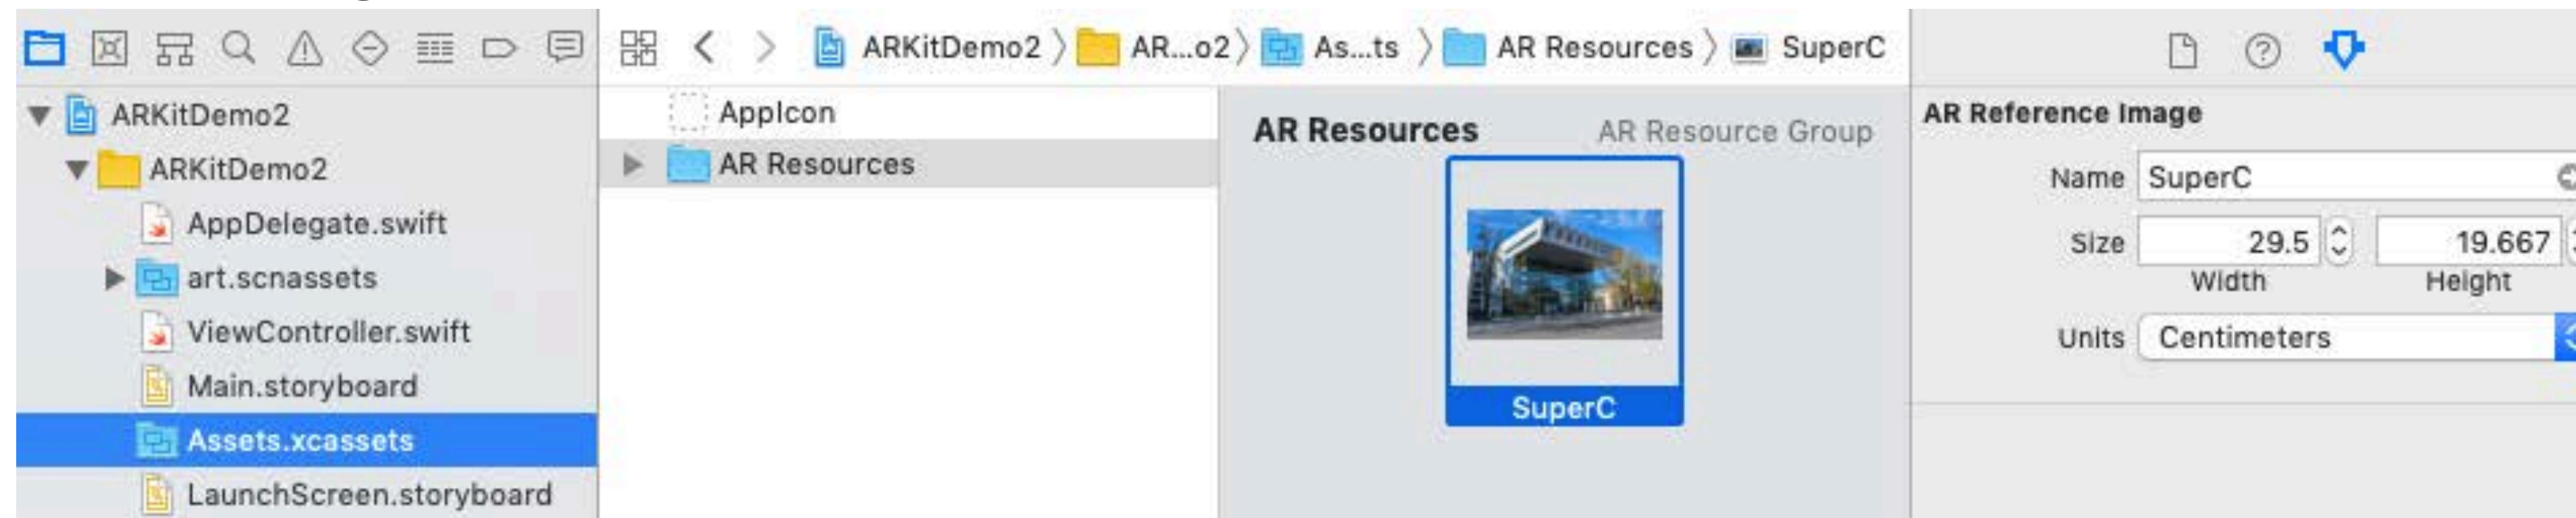 ARKitDemo2 AR...o2 As...ts AR Resources SuperC
ARKitDemo2
ARKitDemo2
AppDelegate.swift
art.scnassets
ViewController.swift
Main.storyboard
Assets.xcassets
LaunchScreen.storyboard
AppIcon
AR Resources
AR Resources AR Resource Group
SuperC
AR Reference Image
Name SuperC
Size 29.5 19.667
Width Height
Units Centimeters